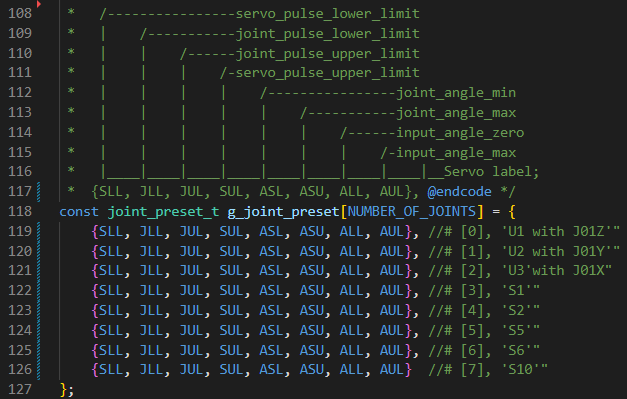 108 * /----------------servo_pulse_lower_limit
109 * | /-----------joint_pulse_lower_limit
110 * | | /------joint_pulse_upper_limit
111 * | | | /-servo_pulse_upper_limit
112 * | | | | /----------------joint_angle_min
113 * | | | | | /-----------joint_angle_max
114 * | | | | | | /------input_angle_zero
115 * | | | | | | | /-input_angle_max
116 * |____|____|____|____|____|____|____|____|__Servo label;
117 * {SLL, JLL, JUL, SUL, ASL, ASU, ALL, AUL}, @endcode */
118 const joint_preset_t g_joint_preset[NUMBER_OF_JOINTS] = {
119 {SLL, JLL, JUL, SUL, ASL, ASU, ALL, AUL}, //# [0], 'U1 with J01Z'"
120 {SLL, JLL, JUL, SUL, ASL, ASU, ALL, AUL}, //# [1], 'U2 with J01Y'"
121 {SLL, JLL, JUL, SUL, ASL, ASU, ALL, AUL}, //# [2], 'U3'with J01X"
122 {SLL, JLL, JUL, SUL, ASL, ASU, ALL, AUL}, //# [3], 'S1'"
123 {SLL, JLL, JUL, SUL, ASL, ASU, ALL, AUL}, //# [4], 'S2'"
124 {SLL, JLL, JUL, SUL, ASL, ASU, ALL, AUL}, //# [5], 'S5'"
125 {SLL, JLL, JUL, SUL, ASL, ASU, ALL, AUL}, //# [6], 'S6'"
126 {SLL, JLL, JUL, SUL, ASL, ASU, ALL, AUL} //# [7], 'S10'"
127 };